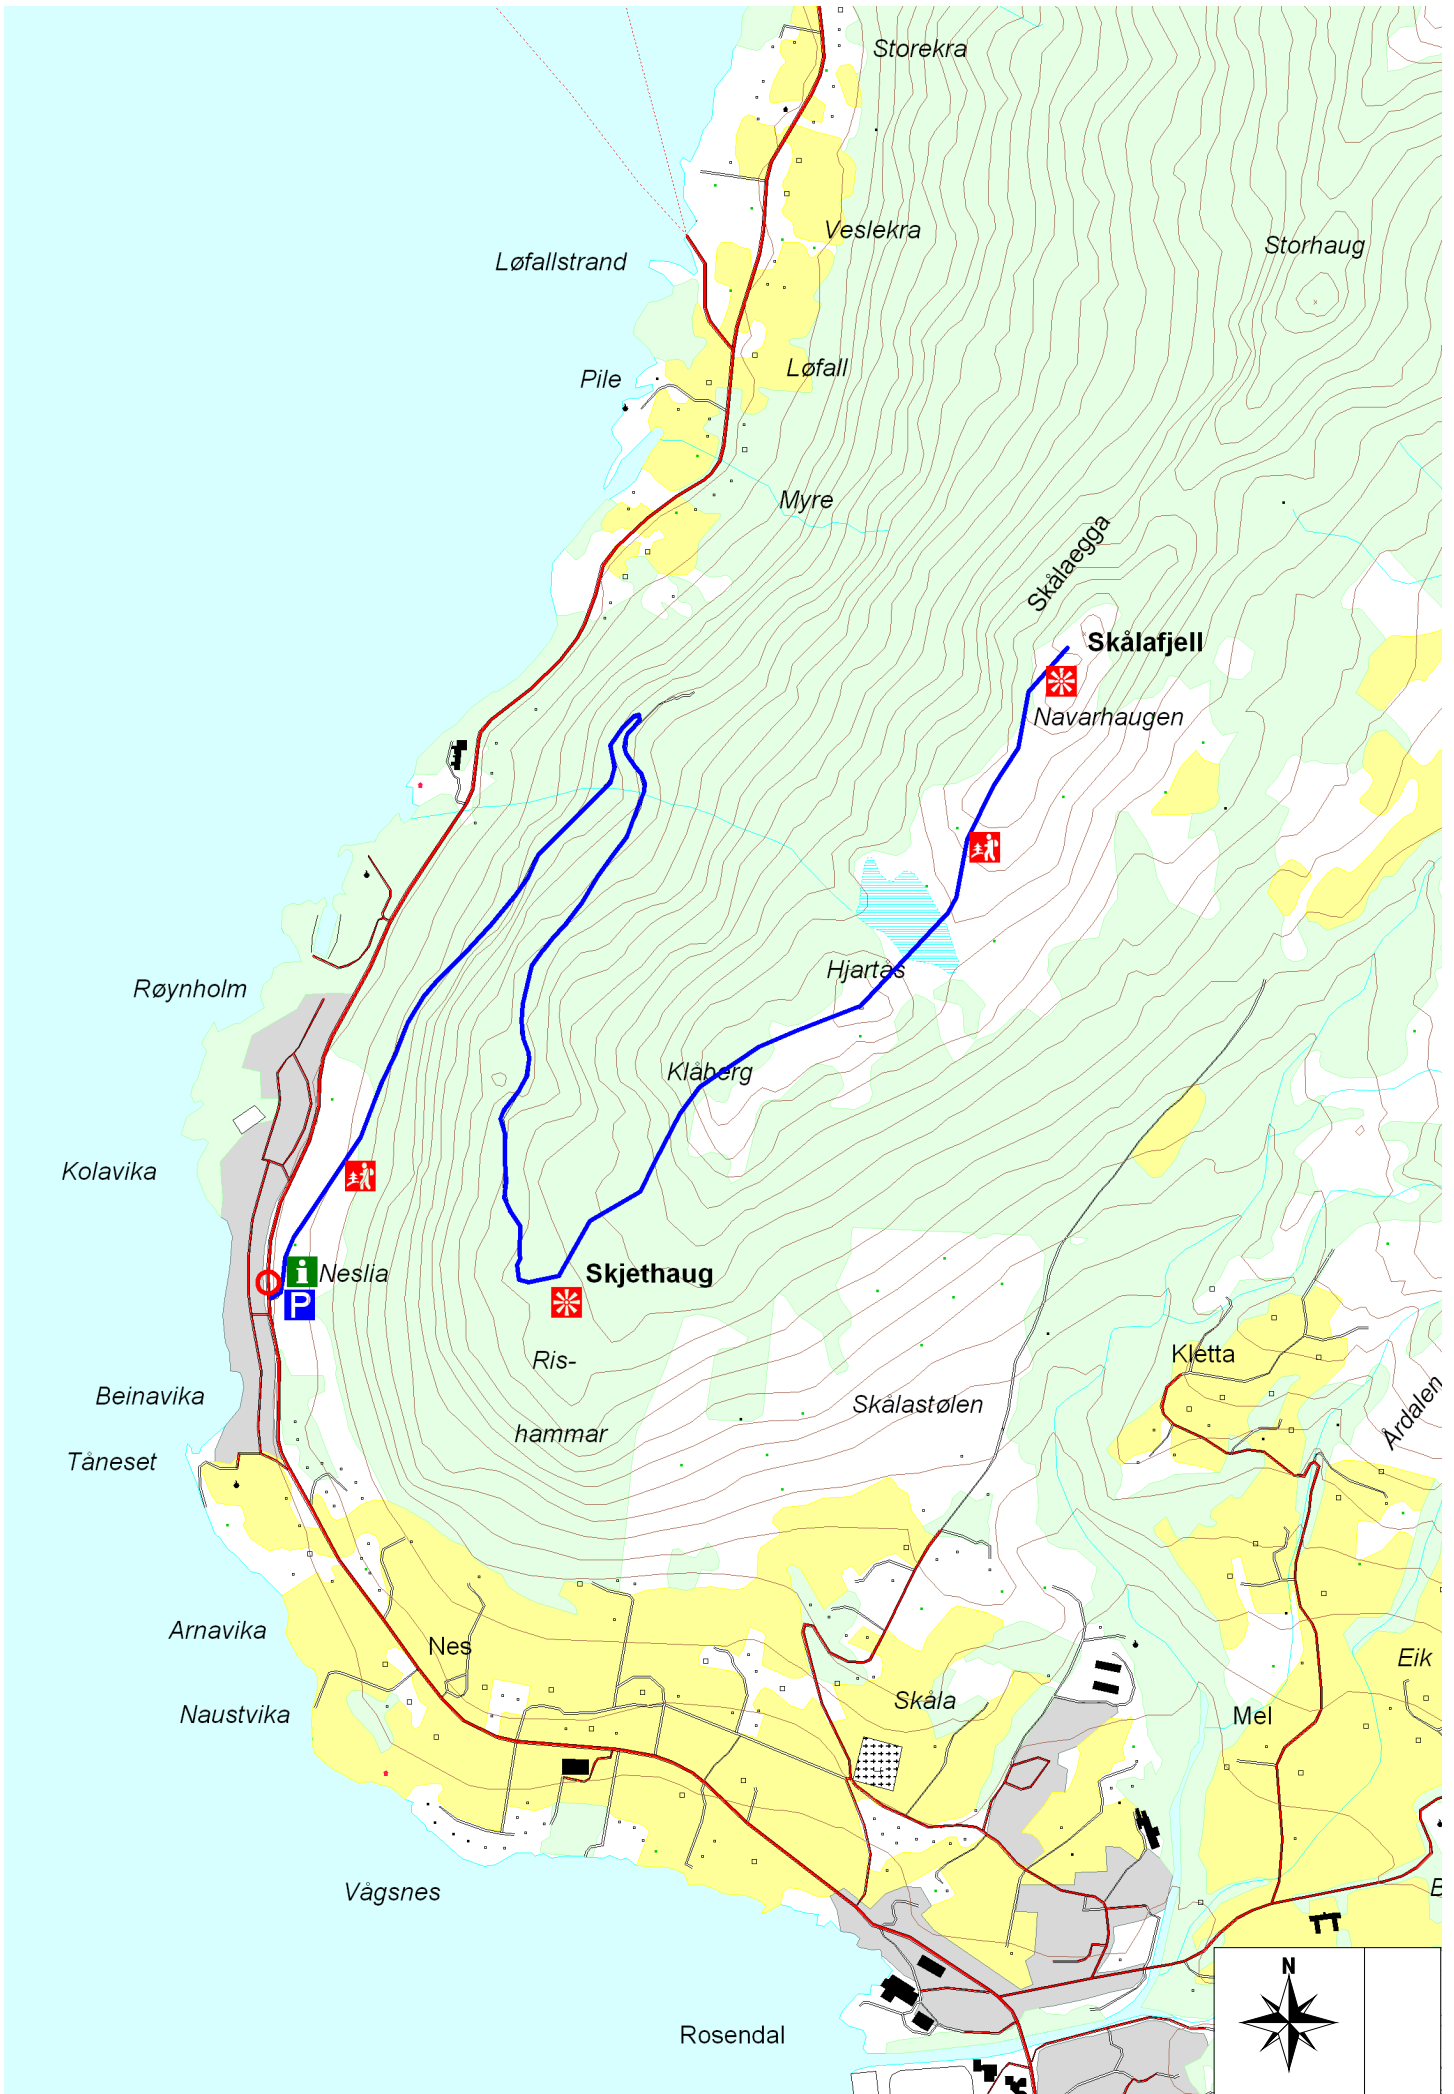 Storekra
Veslekra
Storhaug
Løfallstrand
Løfall
Pile
Myre
Skålaegga
Skålafjell
Navarhaugen
Hjartås
Røynholm
Klåberg
Kolavika
i
Neslia
Skjethaug
P
Ris-
Kletta
Beinavika
Skålastølen
Årdalen
hammar
Tåneset
Arnavika
Nes
Eik
Skåla
Naustvika
Mel
Vågsnes
B
N
Rosendal